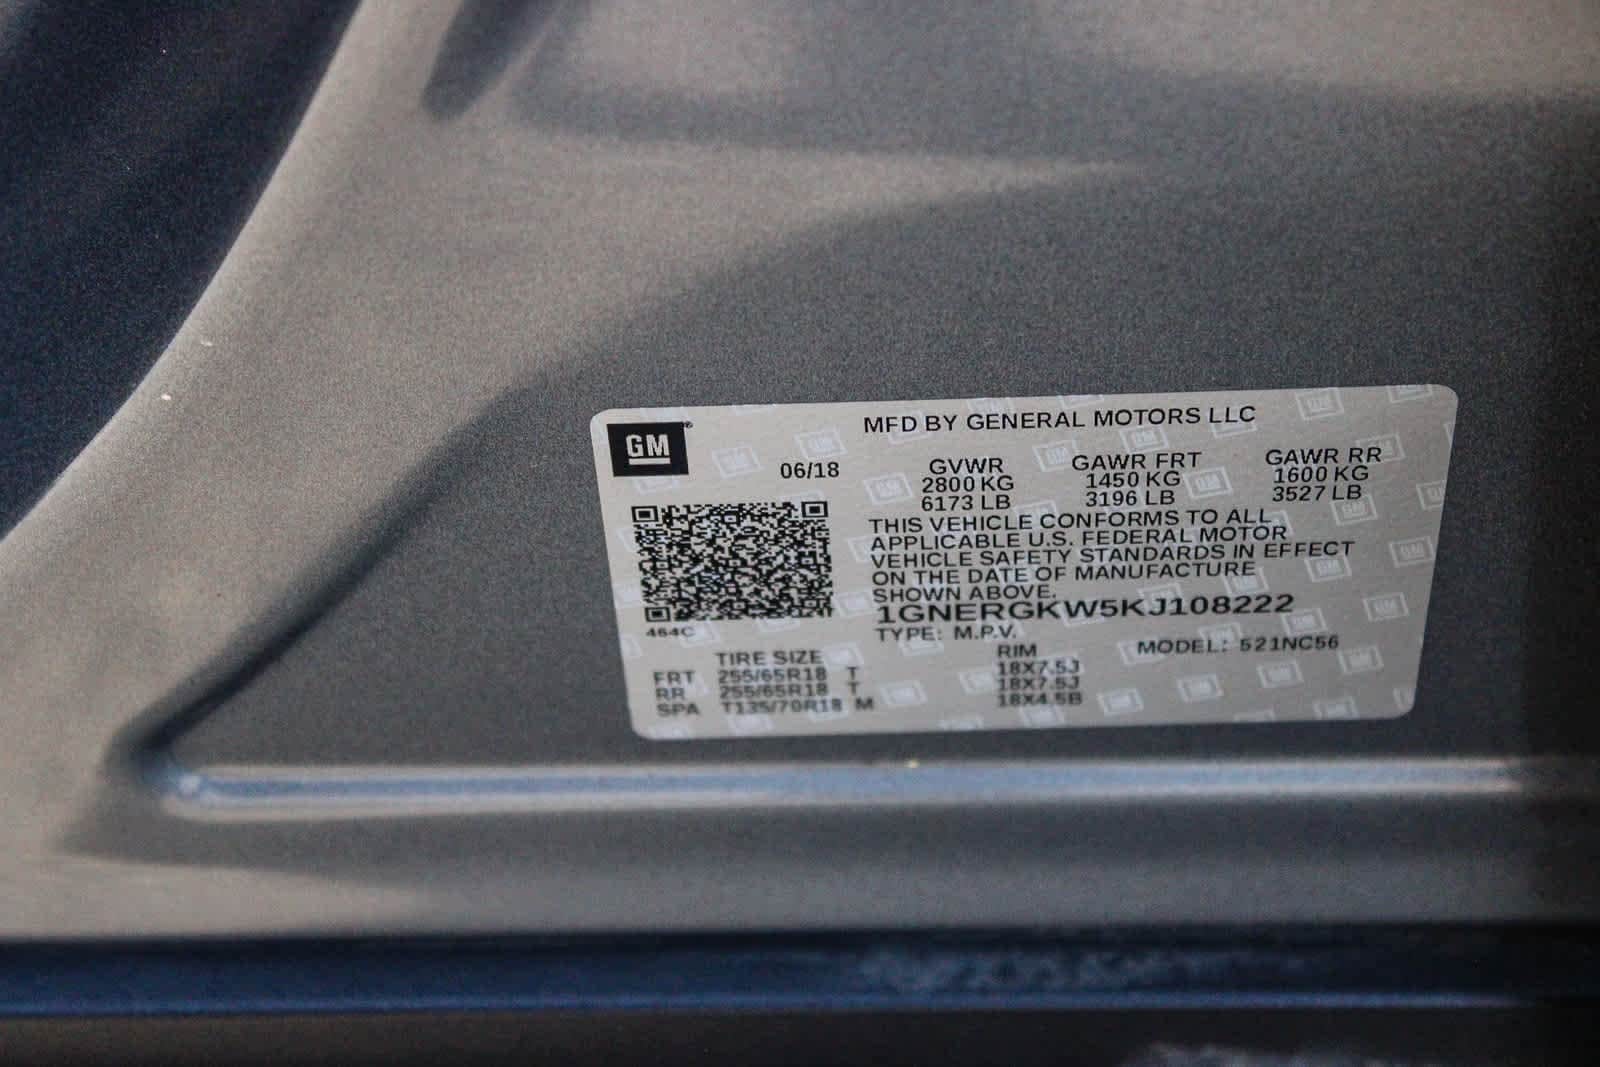 GM
MFD BY GENERAL MOTORS LLC
06/18
GVWR GAWR FRT GAWR RR
2800 KG 1450 KG 1600 KG
6173 LB 3196 LB 3527 LB
THIS VEHICLE CONFORMS TO ALL
APPLICABLE U.S. FEDERAL MOTOR
VEHICLE SAFETY STANDARDS IN EFFECT
ON THE DATE OF MANUFACTURE
SHOWN ABOVE.
1GNERGKW5KJ108222
464C
TYPE: M.P.V. MODEL: 521NC56
TIRE SIZE RIM
FRT 255/65R18 T 18X7.5J
RR 255/65R18 T 18X7.5J
SPA T135/70R18 M 18X4.5B